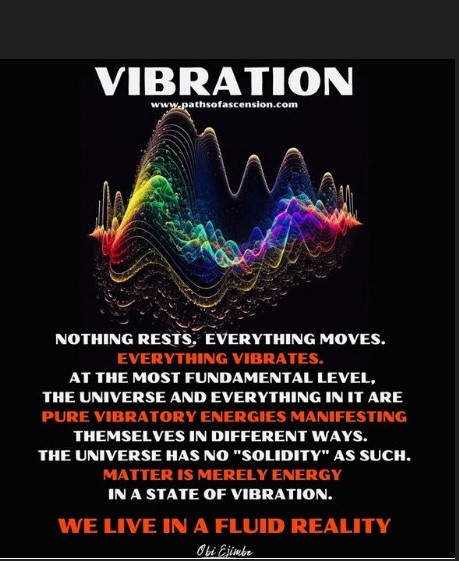 VIBRATION
www.pathsofascension.com
NOTHING RESTS. EVERYTHING MOVES.
EVERYTHING VIBRATES.
AT THE MOST FUNDAMENTAL LEVEL,
THE UNIVERSE AND EVERYTHING IN IT ARE
PURE VIBRATORY ENERGIES MANIFESTING
THEMSELVES IN DIFFERENT WAYS.
THE UNIVERSE HAS NO "SOLIDITY" AS SUCH.
MATTER IS MERELY ENERGY
IN A STATE OF VIBRATION.
WE LIVE IN A FLUID REALITY
Obi Ejimbe